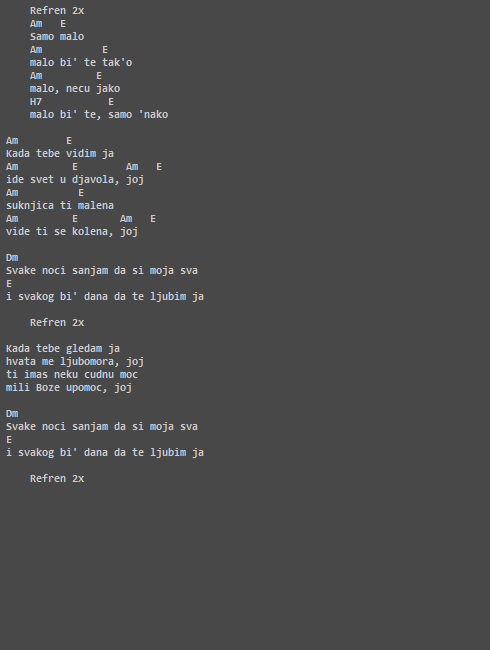 Refren 2x
    Am   E
    Samo malo
    Am          E
    malo bi' te tak'o
    Am         E
    malo, necu jako
    H7           E
    malo bi' te, samo 'nako

Am        E
Kada tebe vidim ja
Am         E        Am   E
ide svet u djavola, joj
Am          E
suknjica ti malena
Am         E       Am   E
vide ti se kolena, joj

Dm
Svake noci sanjam da si moja sva
E
i svakog bi' dana da te ljubim ja

    Refren 2x

Kada tebe gledam ja
hvata me ljubomora, joj
ti imas neku cudnu moc
mili Boze upomoc, joj

Dm
Svake noci sanjam da si moja sva
E
i svakog bi' dana da te ljubim ja

    Refren 2x